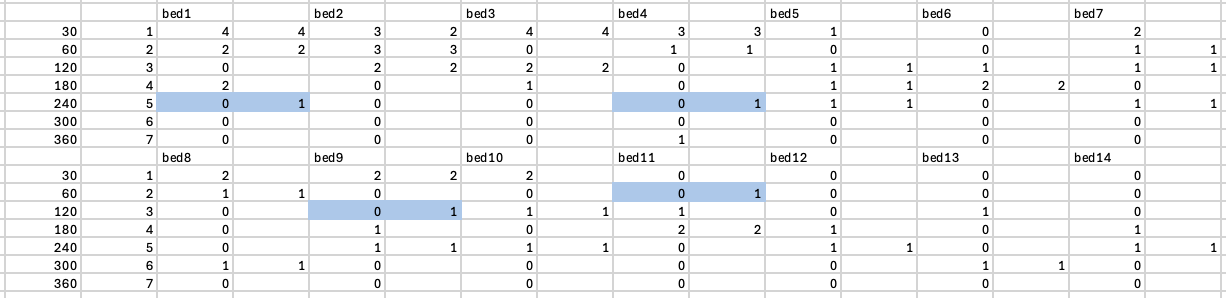 bed1 bed2 bed3 bed4 bed5 bed6 bed7
30 1 4 4 3 2 4 4 3 3 1 0 2
60 2 2 2 3 3 0 1 1 0 0 1 1
120 3 0 2 2 2 2 0 1 1 1 1 1
180 4 2 0 1 0 1 1 2 2 0
240 5 0 1 0 0 0 1 1 1 0 1 1
300 6 0 0 0 0 0 0 0
360 7 0 0 0 1 0 0 0
bed8 bed9 bed10 bed11 bed12 bed13 bed14
30 1 2 2 2 2 0 0 0 0
60 2 1 1 0 0 0 1 0 0 0
120 3 0 0 1 1 1 1 0 1 0
180 4 0 1 0 2 2 1 0 1
240 5 0 1 1 1 1 0 1 1 0 1 1
300 6 1 1 0 0 0 0 1 1 0
360 7 0 0 0 0 0 0 0